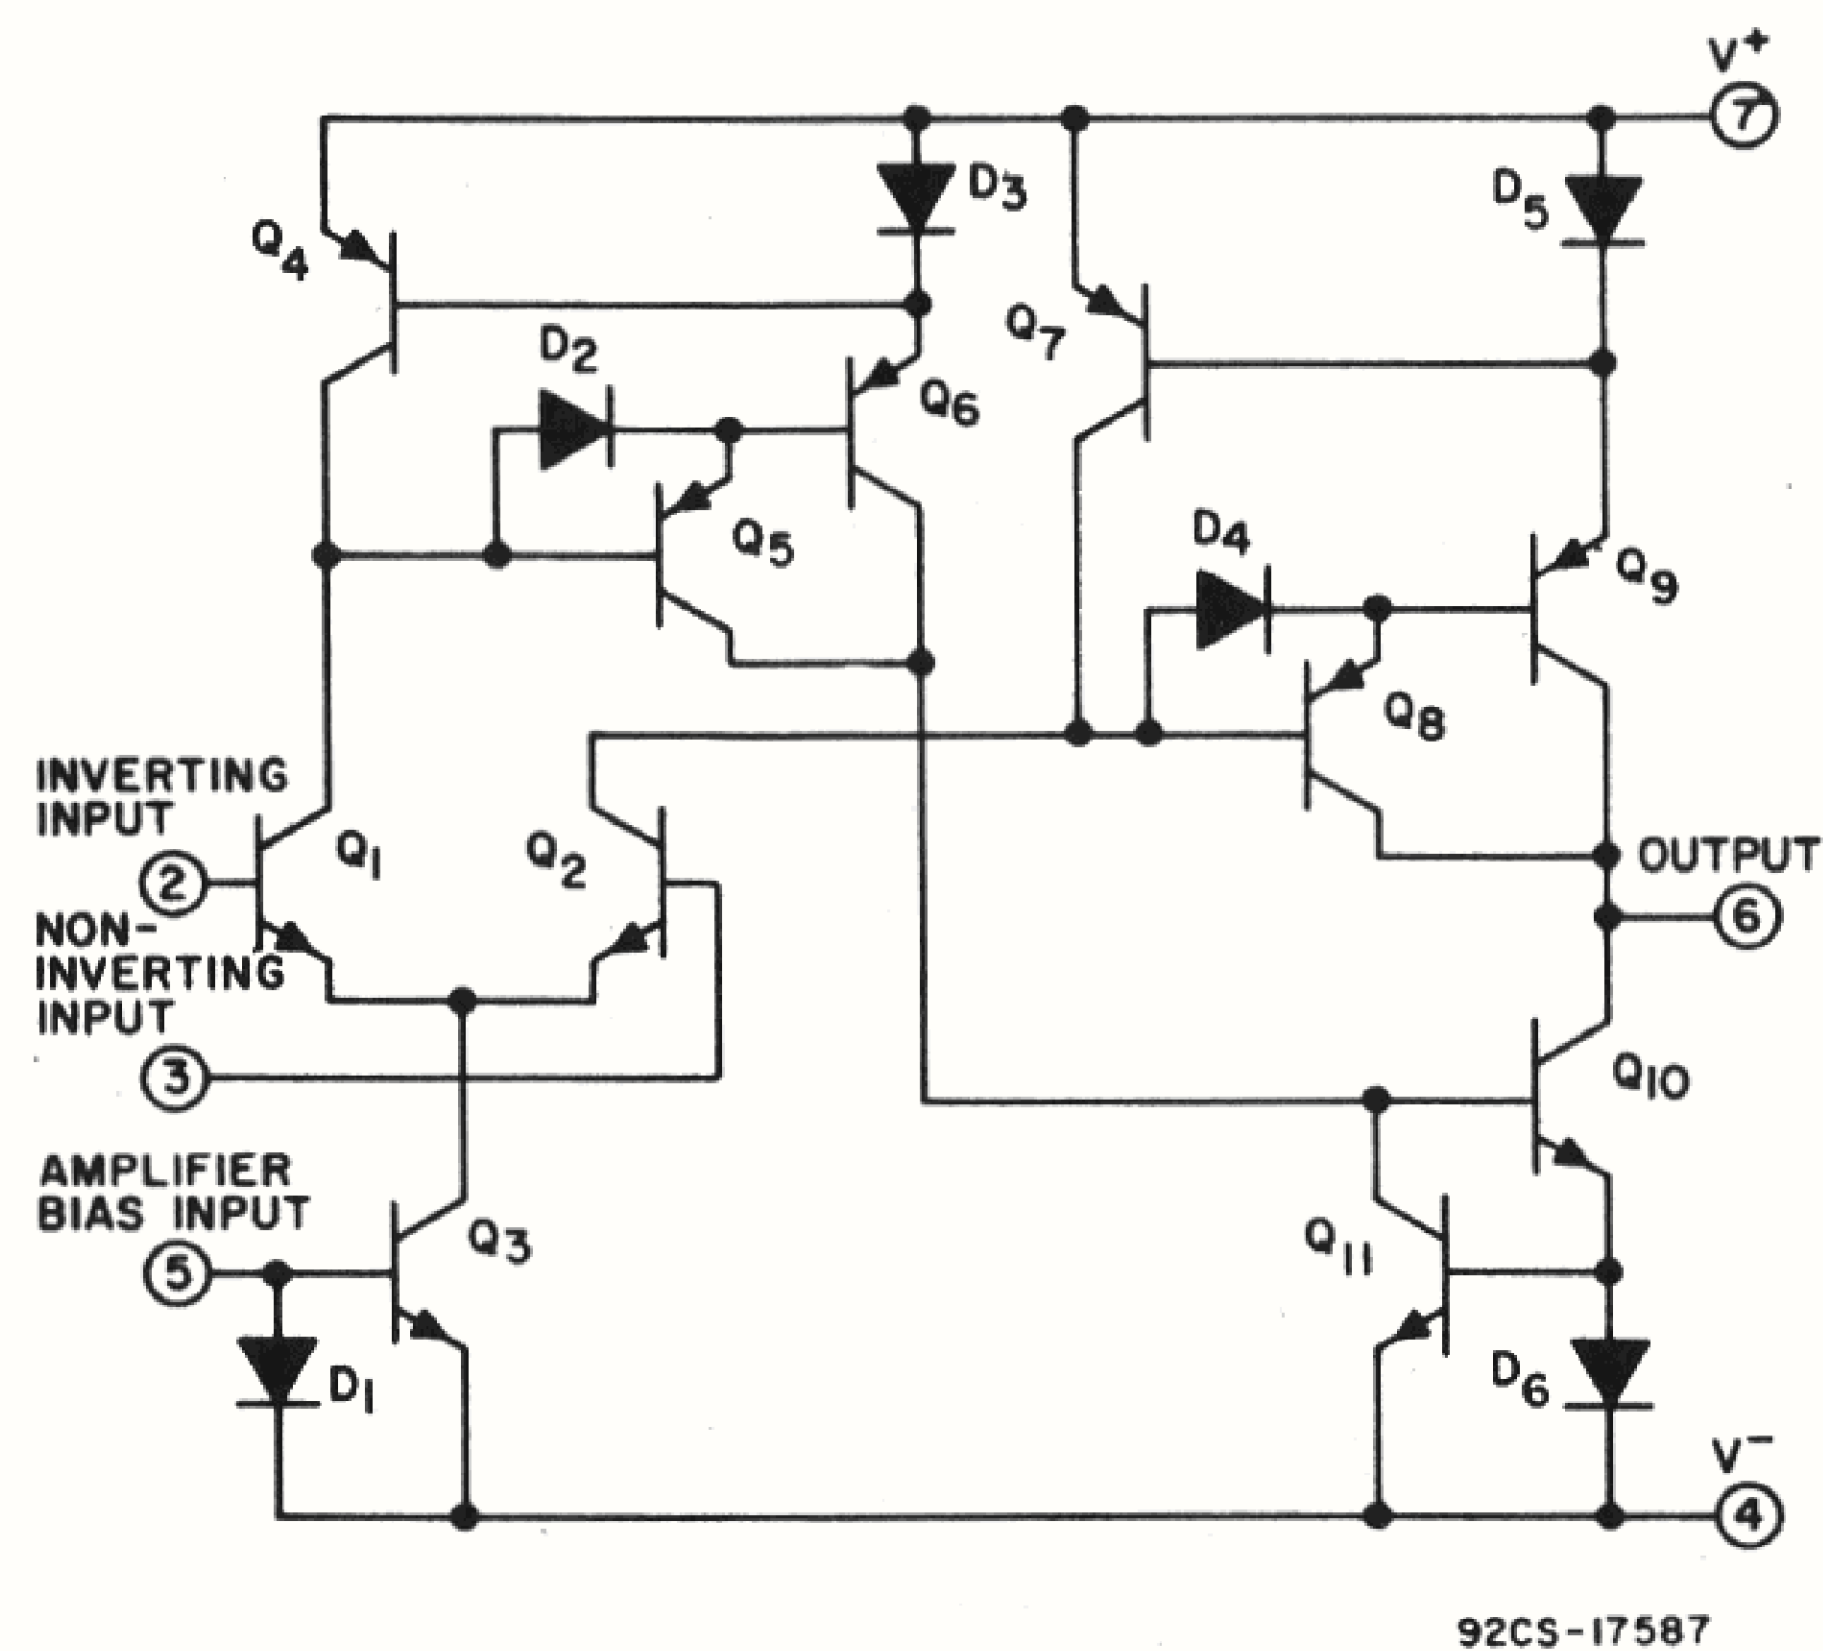 V+
7
D3
D5
Q4
Q7
D2
Q6
D4
Q5
Q9
Q8
INVERTING
INPUT
Q1
Q2
OUTPUT
2
6
NON-
INVERTING
INPUT
3
Q10
AMPLIFIER
BIAS INPUT
Q3
Q11
5
D1
D6
V-
4
92CS-17587